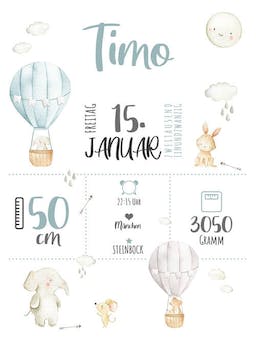 Timo
FREITAG
15.
JANUAR
ZWEITAUSEND
EINUNDZWANZIG
50
cm
22:15 Uhr
München
STEINBOCK
3050
GRAMM